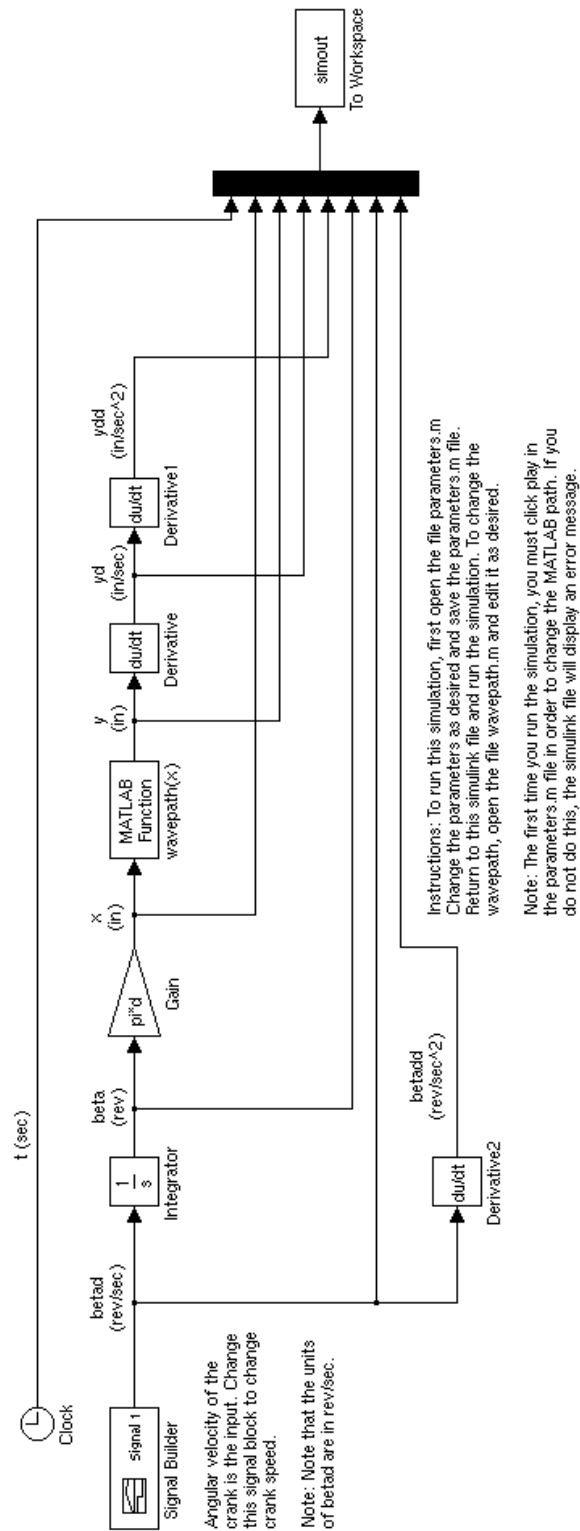 t (sec)
Clock
Signal 1
Signal Builder
betad
(rev/sec)
1
s
Integrator
beta
(rev)
pi*d
Gain
x
(in)
MATLAB
Function
wavepath(x)
y
(in)
du/dt
Derivative
yd
(in/sec)
du/dt
Derivative1
ydd
(in/sec^2)
simout
To Workspace
Angular velocity of the
crank is the input. Change
this signal block to change
crank speed.
Note: Note that the units
of betad are in rev/sec.
du/dt
Derivative2
betadd
(rev/sec^2)
Instructions: To run this simulation, first open the file parameters.m
Change the parameters as desired and save the parameters.m file.
Return to this simulink file and run the simulation. To change the
wavepath, open the file wavepath.m and edit it as desired.
Note: The first time you run the simulation, you must click play in
the parameters.m file in order to change the MATLAB path. If you
do not do this, the simulink file will display an error message.